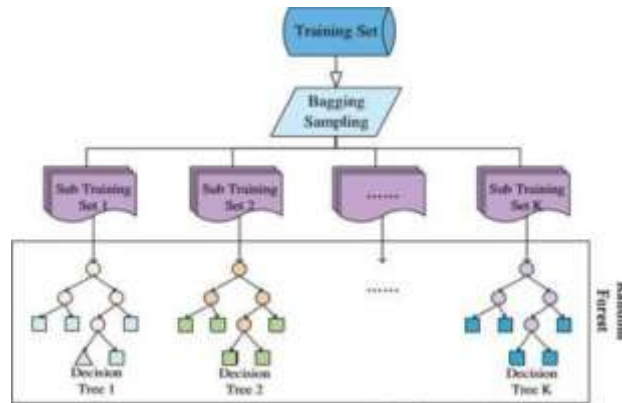 Training Set
Bagging
Sampling
Sub Training
Set 1
Sub Training
Set 2
......
Sub Training
Set K
......
Decision
Tree 1
Decision
Tree 2
Decision
Tree K
Forest